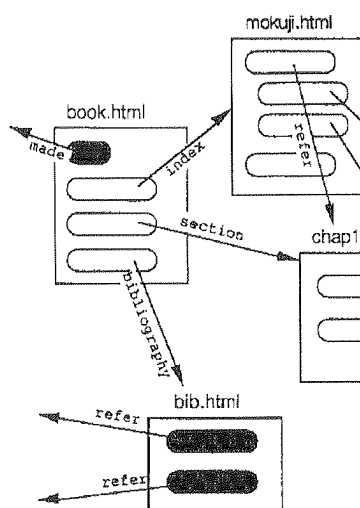 mokuji.html
book.html
made
index
refer
section
chap1
bibliography
bib.html
refer
refer